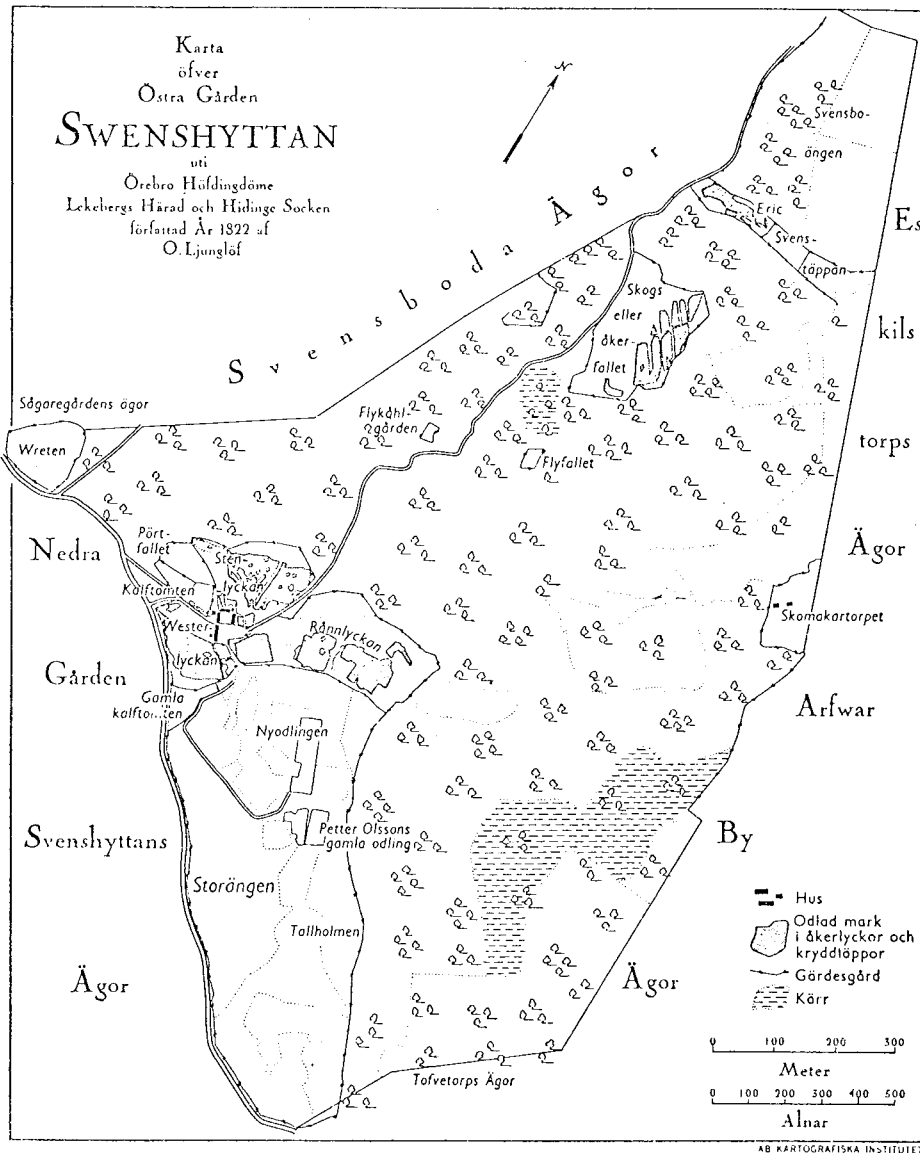 Karta
öfver
Östra Gården
SWENSHYTTAN
uti
Örebro Höfdingdöme
Lekebergs Härad och Hidinge Socken
författad År 1822 af
O. Ljunglöf
N
Svensboda Ägor
Svensbo-
ängen
Eric
Svens-
täppan
Eskilstorps Ägor
Skogs
eller
åker-
fallet
Sågaregårdens ägor
Wreten
Flykåhl-
gården
Flyfallet
Nedra
Gården
Svenshyttans
Ägor
Pört-
fallet
Sten-
lyckan
Kalftomten
Wester-
lyckan
Rånnlyckan
Gamla
kalftomten
Skomakartorpet
Nyodlingen
Arfwar
By
Ägor
Petter Olssons
gamla odling
Storängen
Tallholmen
Tofvetorps Ägor
Hus
Odlad mark
i åkerlyckor och
kryddtäppor
Gärdesgård
Kärr
0 100 200 300
Meter
0 100 200 300 400 500
Alnar
AB KARTOGRAFISKA INSTITUTET